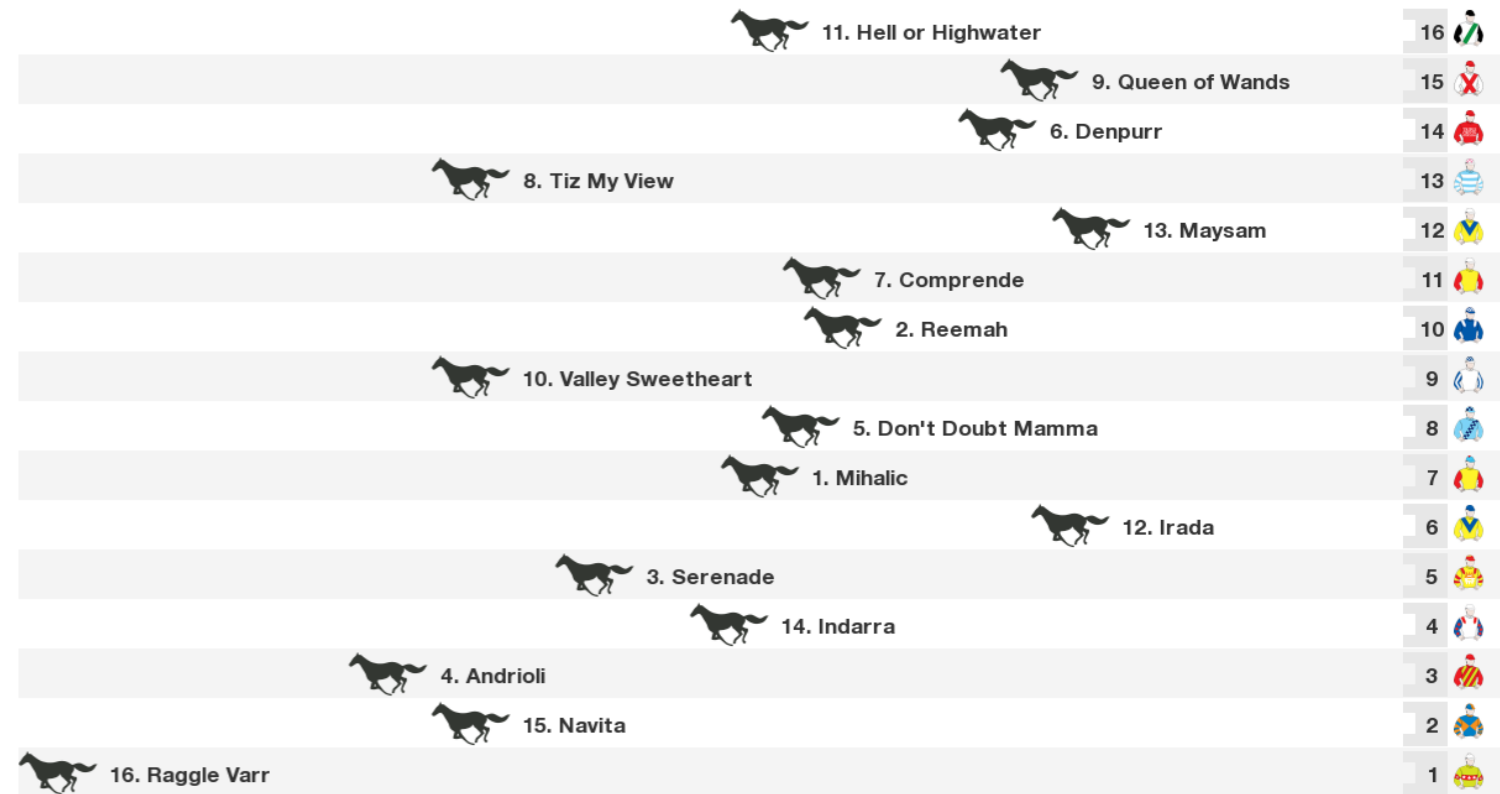 11. Hell or Highwater 16
9. Queen of Wands 15
6. Denpurr 14
8. Tiz My View 13
13. Maysam 12
7. Comprende 11
2. Reemah 10
10. Valley Sweetheart 9
5. Don't Doubt Mamma 8
1. Mihalic 7
12. Irada 6
3. Serenade 5
14. Indarra 4
4. Andrioli 3
15. Navita 2
16. Raggle Varr 1